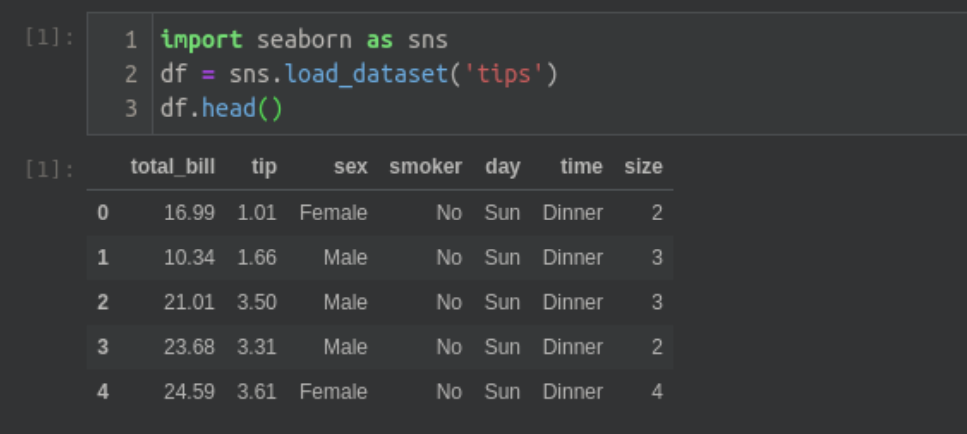 [1]: 1 import seaborn as sns
2 df = sns.load_dataset('tips')
3 df.head()
[1]: total_bill tip sex smoker day time size
0 16.99 1.01 Female No Sun Dinner 2
1 10.34 1.66 Male No Sun Dinner 3
2 21.01 3.50 Male No Sun Dinner 3
3 23.68 3.31 Male No Sun Dinner 2
4 24.59 3.61 Female No Sun Dinner 4